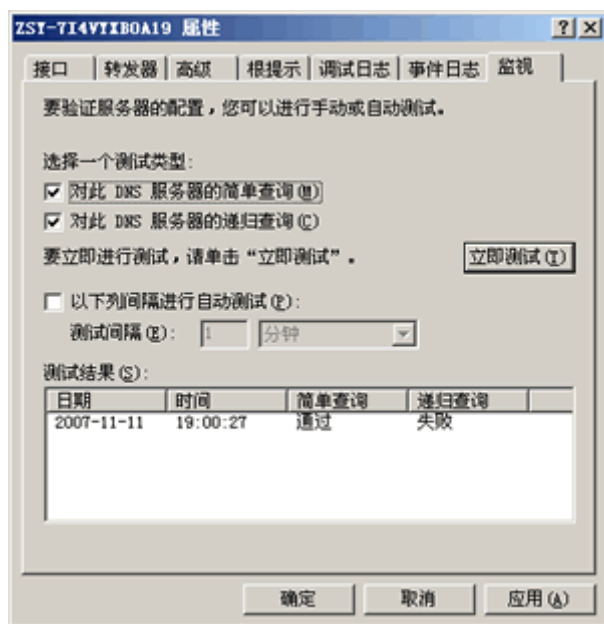 ZSY-7I4VYXBOA19 属性
接口 转发器 高级 根提示 调试日志 事件日志 监视
要验证服务器的配置，您可以进行手动或自动测试。
选择一个测试类型:
对此 DNS 服务器的简单查询(M)
对此 DNS 服务器的递归查询(C)
要立即进行测试，请单击“立即测试”。 立即测试(T)
以下列间隔进行自动测试(P):
测试间隔(E): 1 分钟
测试结果(S):
日期 时间 简单查询 递归查询
2007-11-11 19:00:27 通过 失败
确定 取消 应用(A)